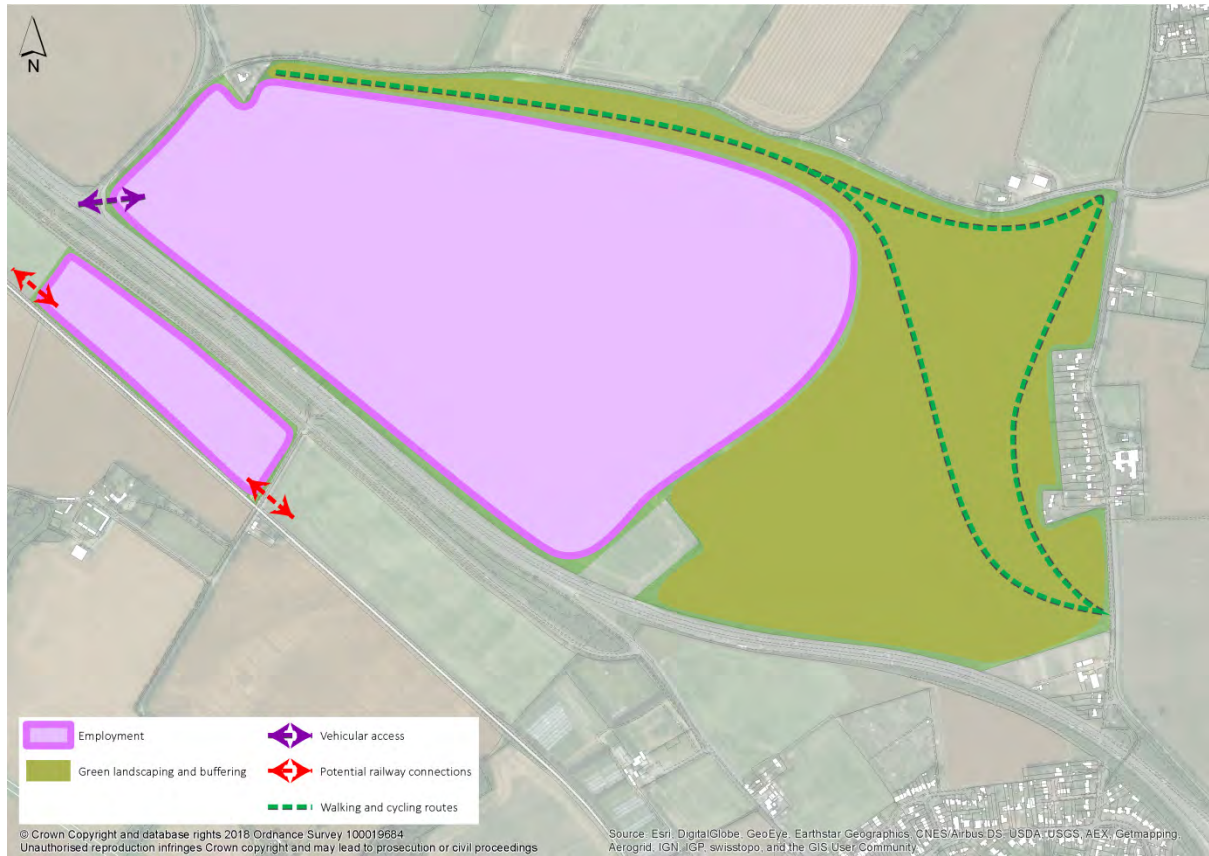 N
Employment
Green landscaping and buffering
Vehicular access
Potential railway connections
Walking and cycling routes
© Crown Copyright and database rights 2018 Ordnance Survey 100019684
Unauthorised reproduction infringes Crown copyright and may lead to prosecution or civil proceedings
Source: Esri, DigitalGlobe, GeoEye, Earthstar Geographics, CNES/Airbus DS, USDA, USGS, AEX, Getmapping,
Aerogrid, IGN, IGP, swisstopo, and the GIS User Community